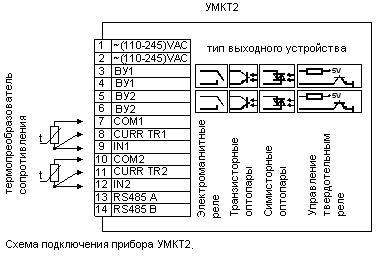 УМКТ2
1 ~(110-245)VAC
2 ~(110-245)VAC
3 ВУ1
4 ВУ1
5 ВУ2
6 ВУ2
7 COM1
8 CURR TR1
9 IN1
10 COM2
11 CURR TR2
12 IN2
13 RS485 A
14 RS485 B
тип выходного устройства
5V
5V
Электромагнитные
реле
Транзисторные
оптопары
Симисторные
оптопары
Управление
твердотельным
реле
термопреобразователь
сопротивления
t
t
Схема подключения прибора УМКТ2.